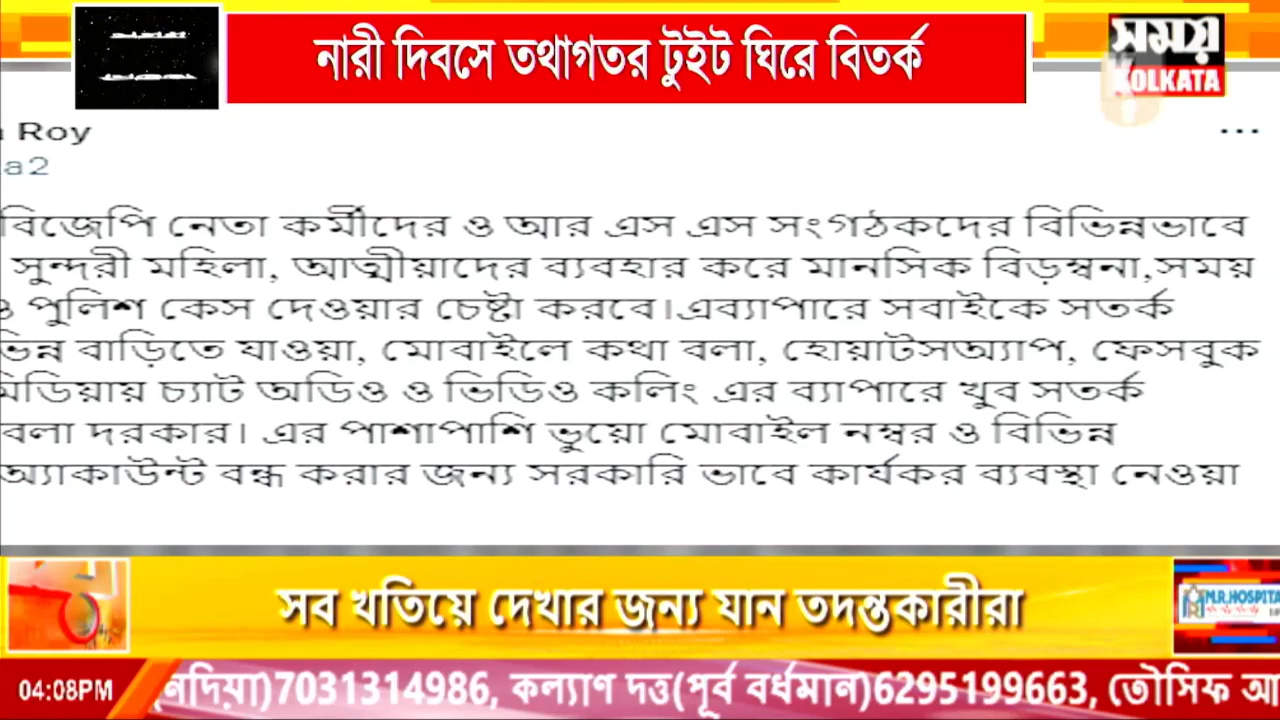 নারী দিবসে তথাগতর টুইট ঘিরে বিতর্ক
সময়
KOLKATA
Roy
a2
বিজেপি নেতা কর্মীদের ও আর এস এস সংগঠকদের বিভিন্নভাবে
সুন্দরী মহিলা, আত্মীয়াদের ব্যবহার করে মানসিক বিড়ম্বনা,সময়
ও পুলিশ কেস দেওয়ার চেষ্টা করবে।এব্যাপারে সবাইকে সতর্ক
ভিন্ন বাড়িতে যাওয়া, মোবাইলে কথা বলা, হোয়াটসঅ্যাপ, ফেসবুক
মিডিয়ায় চ্যাট অডিও ও ভিডিও কলিং এর ব্যাপারে খুব সতর্ক
বলা দরকার। এর পাশাপাশি ভুয়ো মোবাইল নম্বর ও বিভিন্ন
অ্যাকাউন্ট বন্ধ করার জন্য সরকারি ভাবে কার্যকর ব্যবস্থা নেওয়া
সব খতিয়ে দেখার জন্য যান তদন্তকারীরা
M.R.HOSPITA
04:08PM
(নদিয়া)7031314986, কল্যাণ দত্ত(পূর্ব বর্ধমান)6295199663, তৌসিফ আ